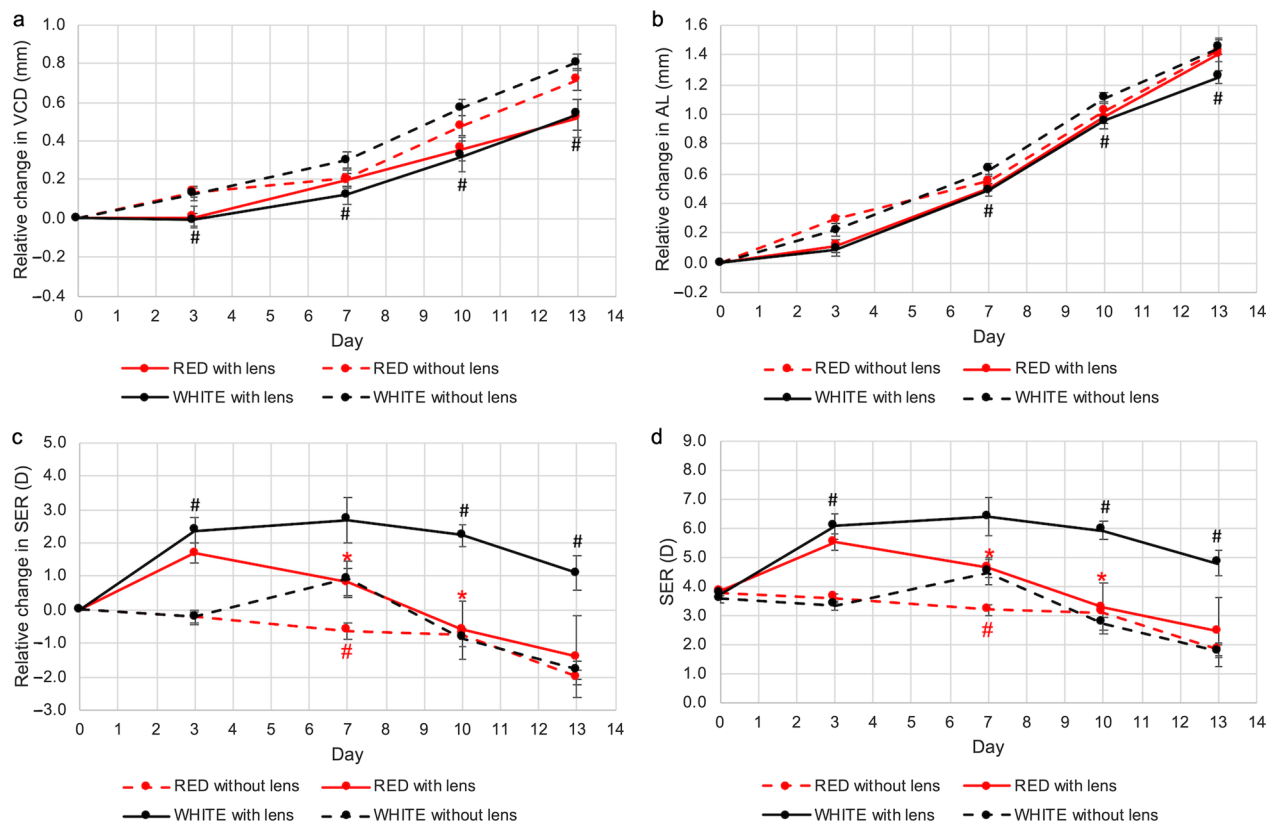 a
Relative change in VCD (mm)
1.0
0.8
0.6
0.4
0.2
0.0
–0.2
–0.4
# # # #
0 1 2 3 4 5 6 7 8 9 10 11 12 13 14
Day
RED with lens RED without lens
WHITE with lens WHITE without lens
b
Relative change in AL (mm)
1.6
1.4
1.2
1.0
0.8
0.6
0.4
0.2
0.0
–0.2
# # #
0 1 2 3 4 5 6 7 8 9 10 11 12 13 14
Day
RED without lens RED with lens
WHITE with lens WHITE without lens
c
Relative change in SER (D)
5.0
4.0
3.0
2.0
1.0
0.0
–1.0
–2.0
–3.0
# # #
* *
#
0 1 2 3 4 5 6 7 8 9 10 11 12 13 14
Day
RED without lens RED with lens
WHITE with lens WHITE without lens
d
SER (D)
9.0
8.0
7.0
6.0
5.0
4.0
3.0
2.0
1.0
0.0
# # #
* *
#
0 1 2 3 4 5 6 7 8 9 10 11 12 13 14
Day
RED without lens RED with lens
WHITE with lens WHITE without lens